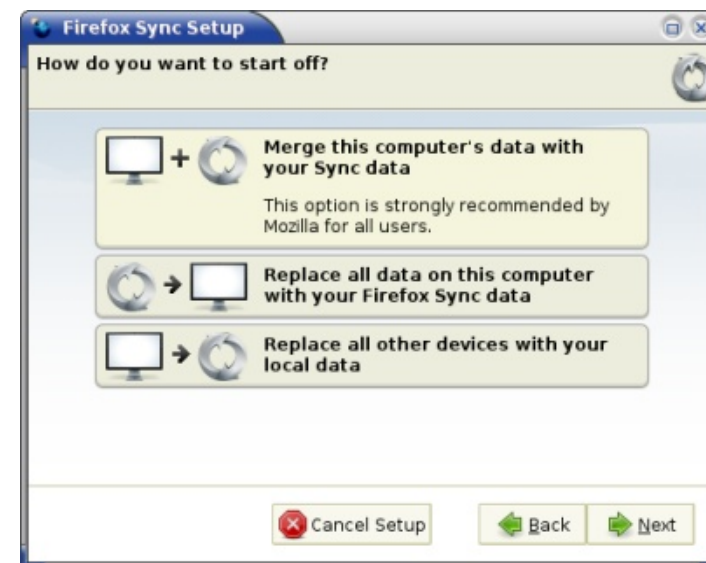 Firefox Sync Setup
How do you want to start off?
Merge this computer's data with
your Sync data
This option is strongly recommended by
Mozilla for all users.
Replace all data on this computer
with your Firefox Sync data
Replace all other devices with your
local data
Cancel Setup
Back
Next